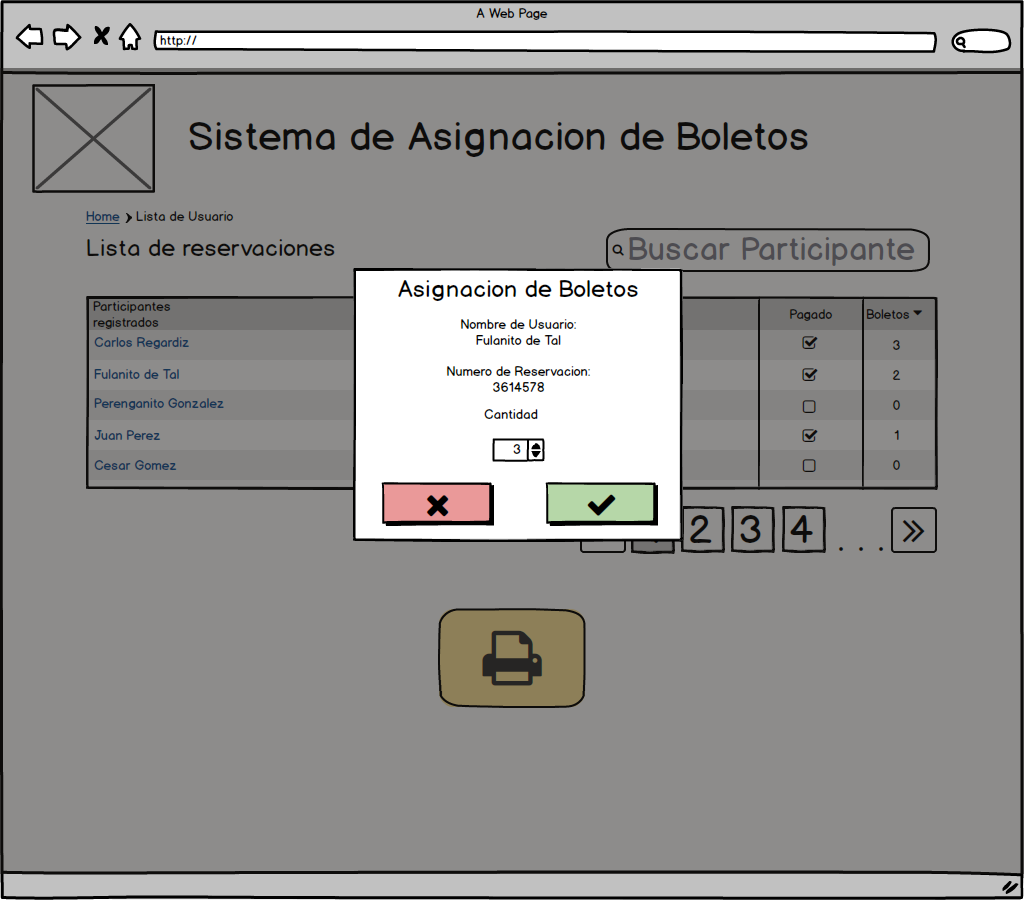 A Web Page
http://
Sistema de Asignacion de Boletos
Home Lista de Usuario
Lista de reservaciones
Buscar Participante
Asignacion de Boletos
Nombre de Usuario:
Fulanito de Tal
Numero de Reservacion:
3614578
Cantidad
3
Participantes
registrados
Pagado
Boletos
Carlos Regardiz
3
Fulanito de Tal
2
Perenganito Gonzalez
0
Juan Perez
1
Cesar Gomez
0
2 3 4 . . .